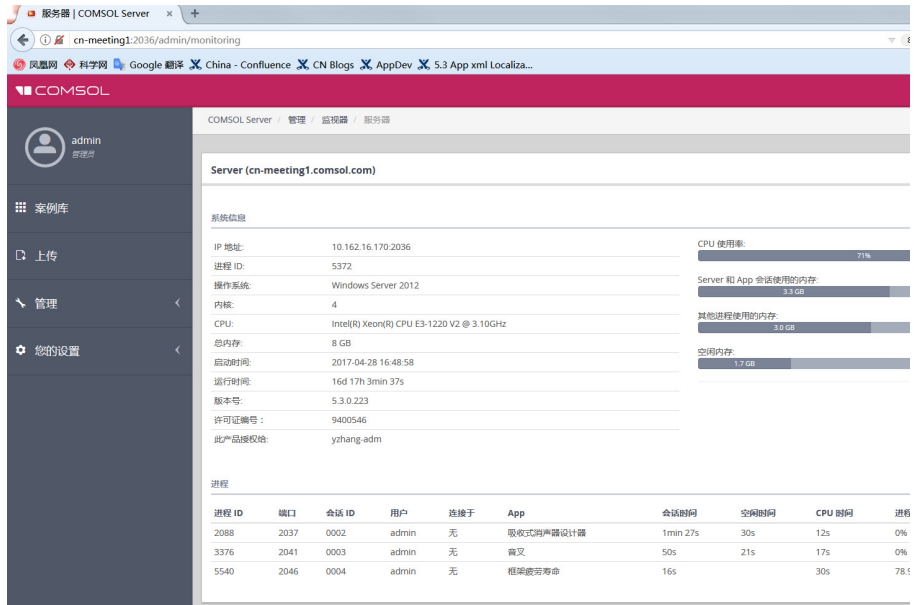 服务器 | COMSOL Server × +
cn-meeting1:2036/admin/monitoring
凤凰网 科学网 Google 翻译 China - Confluence CN Blogs AppDev 5.3 App xml Localiza...
COMSOL
COMSOL Server / 管理 / 监视器 / 服务器
admin
管理员
案例库
上传
管理
您的设置
Server (cn-meeting1.comsol.com)
系统信息
IP 地址: 10.162.16.170:2036
进程 ID: 5372
操作系统: Windows Server 2012
内核: 4
CPU: Intel(R) Xeon(R) CPU E3-1220 V2 @ 3.10GHz
总内存: 8 GB
启动时间: 2017-04-28 16:48:58
运行时间: 16d 17h 3min 37s
版本号: 5.3.0.223
许可证编号： 9400546
此产品授权给: yzhang-adm
CPU 使用率:
71%
Server 和 App 会话使用的内存:
3.3 GB
其他进程使用的内存:
3.0 GB
空闲内存:
1.7 GB
进程
进程 ID 端口 会话 ID 用户 连接于 App 会话时间 空闲时间 CPU 时间 进程
2088 2037 0002 admin 无 吸收式消声器设计器 1min 27s 30s 12s 0%
3376 2041 0003 admin 无 音叉 50s 21s 17s 0%
5540 2046 0004 admin 无 框架疲劳寿命 16s 30s 78.9